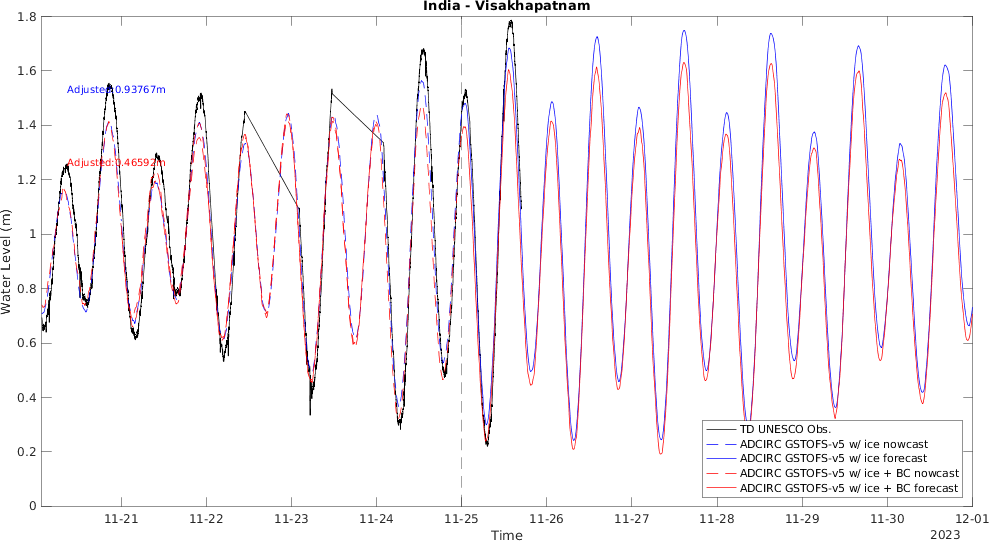 India - Visakhapatnam
Water Level (m)
1.8
1.6
1.4
1.2
1
0.8
0.6
0.4
0.2
0
Adjusted:0.93767m
Adjusted:0.46592m
TD UNESCO Obs.
ADCIRC GSTOFS-v5 w/ ice nowcast
ADCIRC GSTOFS-v5 w/ ice forecast
ADCIRC GSTOFS-v5 w/ ice + BC nowcast
ADCIRC GSTOFS-v5 w/ ice + BC forecast
11-21 11-22 11-23 11-24 11-25 11-26 11-27 11-28 11-29 11-30 12-01
Time
2023